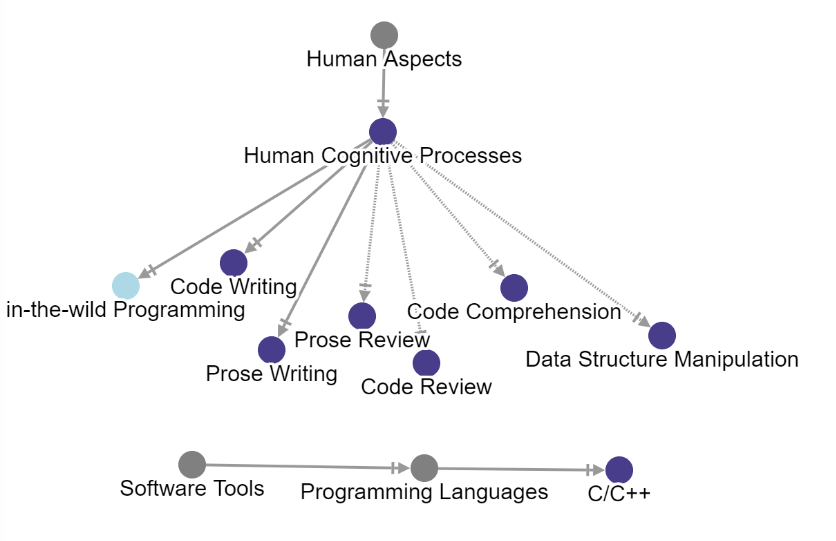 Human Aspects
Human Cognitive Processes
Code Writing
in-the-wild Programming
Code Comprehension
Prose Review
Data Structure Manipulation
Prose Writing
Code Review
Software Tools
Programming Languages
C/C++